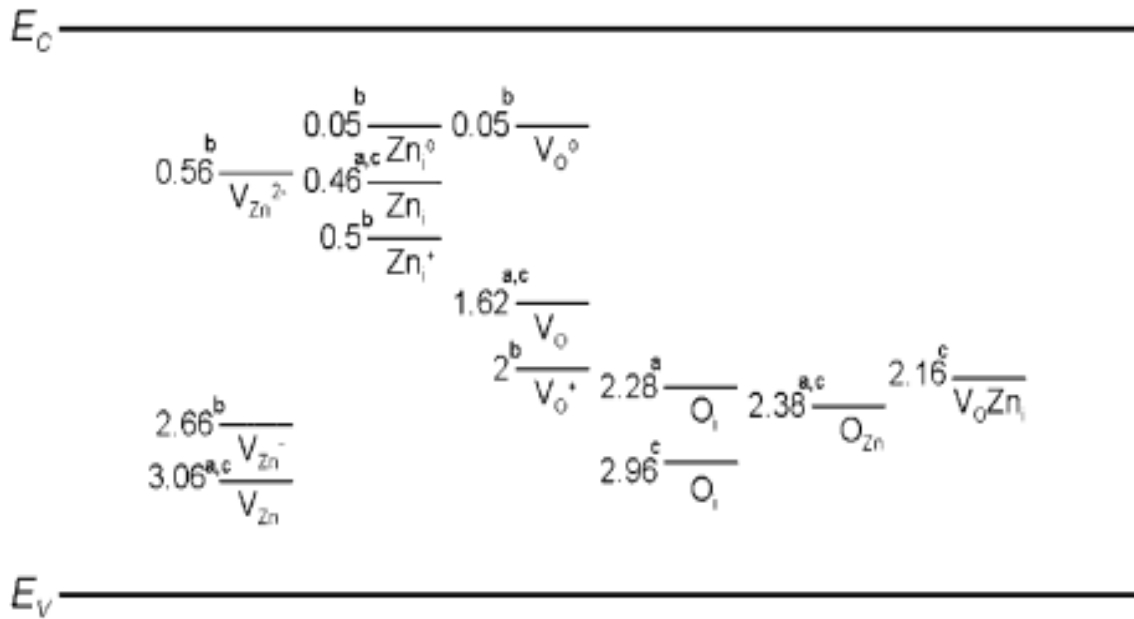 E_C
0.05^b Zn_i^0
0.05^b V_O^0
0.56^b V_Zn^2-
0.46^a,c Zn_i
0.5^b Zn_i^+
1.62^a,c V_O
2^b V_O^+
2.28^a O_i
2.38^a,c O_Zn
2.16^c V_OZn_i
2.66^b V_Zn^-
3.06^a,c V_Zn
2.96^c O_i
E_V